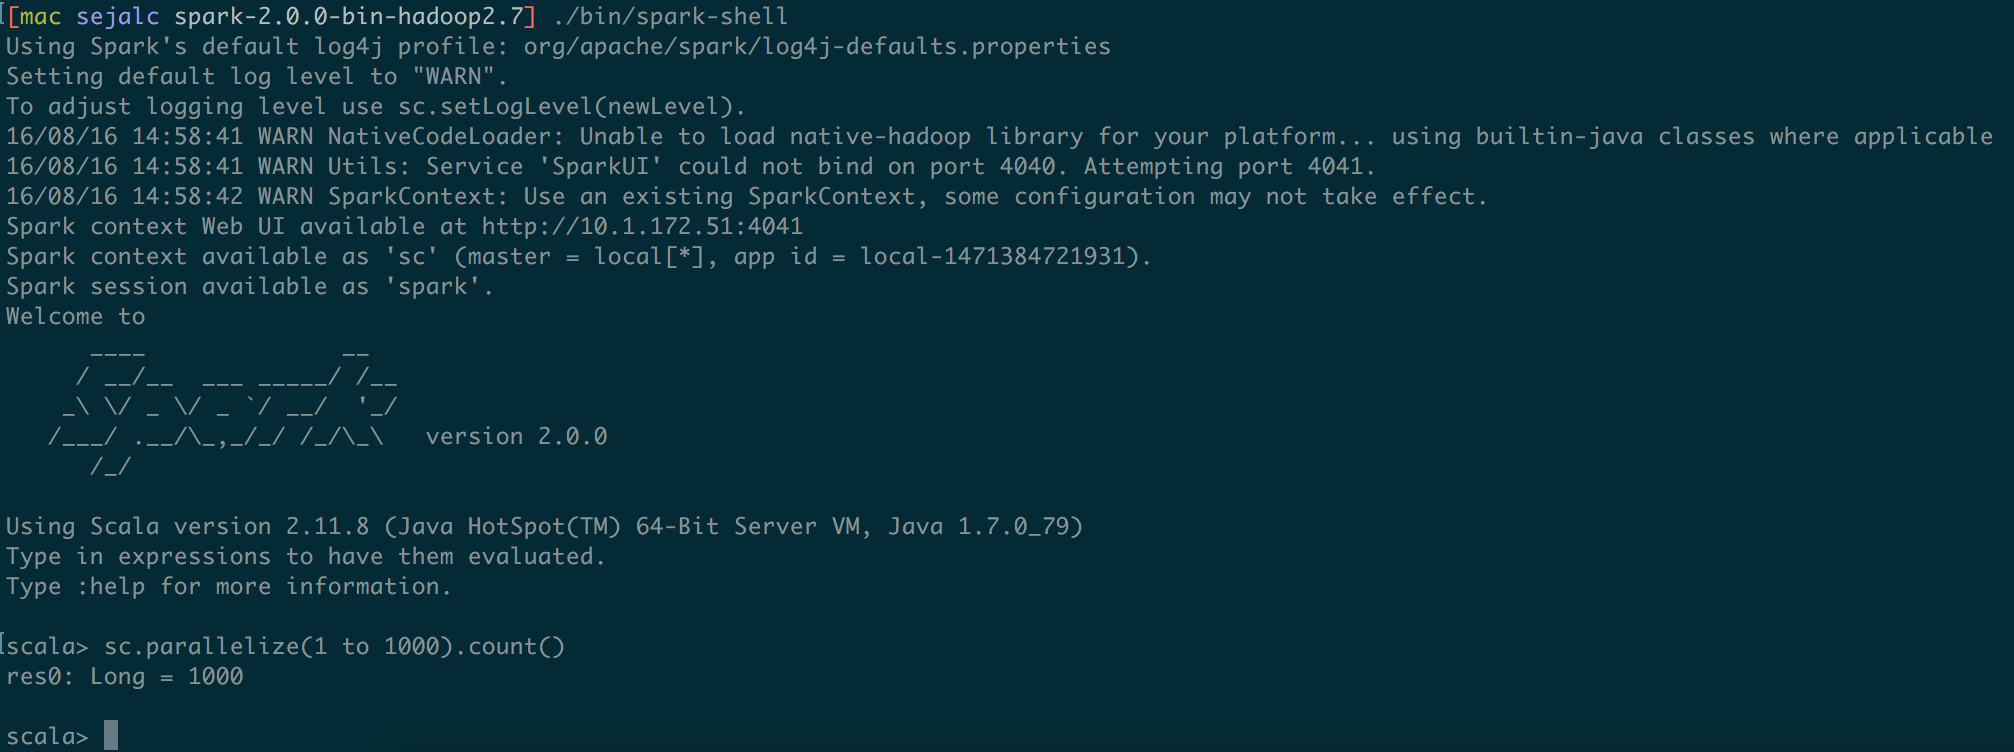 [mac sejalc spark-2.0.0-bin-hadoop2.7] ./bin/spark-shell
Using Spark's default log4j profile: org/apache/spark/log4j-defaults.properties
Setting default log level to "WARN".
To adjust logging level use sc.setLogLevel(newLevel).
16/08/16 14:58:41 WARN NativeCodeLoader: Unable to load native-hadoop library for your platform... using builtin-java classes where applicable
16/08/16 14:58:41 WARN Utils: Service 'SparkUI' could not bind on port 4040. Attempting port 4041.
16/08/16 14:58:42 WARN SparkContext: Use an existing SparkContext, some configuration may not take effect.
Spark context Web UI available at http://10.1.172.51:4041
Spark context available as 'sc' (master = local[*], app id = local-1471384721931).
Spark session available as 'spark'.
Welcome to
      ____              __
     / __/__  ___ _____/ /__
    _\ \/ _ \/ _ `/ __/  '_/
   /___/ .__/\_,_/_/ /_/\_\   version 2.0.0
      /_/
Using Scala version 2.11.8 (Java HotSpot(TM) 64-Bit Server VM, Java 1.7.0_79)
Type in expressions to have them evaluated.
Type :help for more information.
scala> sc.parallelize(1 to 1000).count()
res0: Long = 1000
scala>